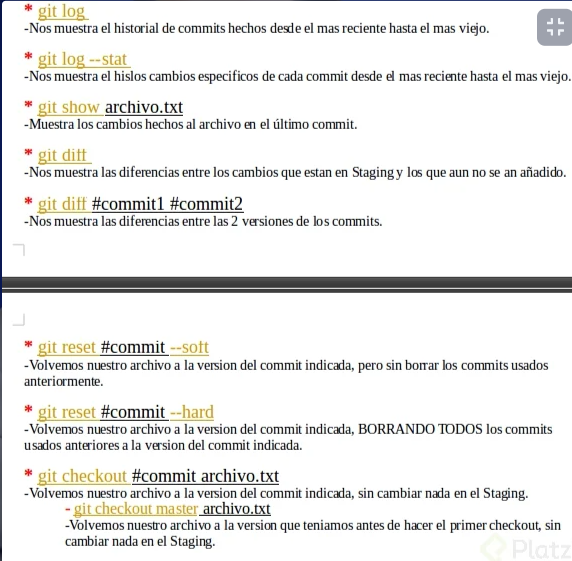 * git log
-Nos muestra el historial de commits hechos desde el mas reciente hasta el mas viejo.
* git log --stat
-Nos muestra el hislos cambios especificos de cada commit desde el mas reciente hasta el mas viejo.
* git show archivo.txt
-Muestra los cambios hechos al archivo en el último commit.
* git diff
-Nos muestra las diferencias entre los cambios que estan en Staging y los que aun no se an añadido.
* git diff #commit1 #commit2
-Nos muestra las diferencias entre las 2 versiones de los commits.
* git reset #commit --soft
-Volvemos nuestro archivo a la version del commit indicada, pero sin borrar los commits usados
anteriormente.
* git reset #commit --hard
-Volvemos nuestro archivo a la version del commit indicada, BORRANDO TODOS los commits
usados anteriores a la version del commit indicada.
* git checkout #commit archivo.txt
-Volvemos nuestro archivo a la version del commit indicada, sin cambiar nada en el Staging.
- git checkout master archivo.txt
-Volvemos nuestro archivo a la version que teniamos antes de hacer el primer checkout, sin
cambiar nada en el Staging.
Platz